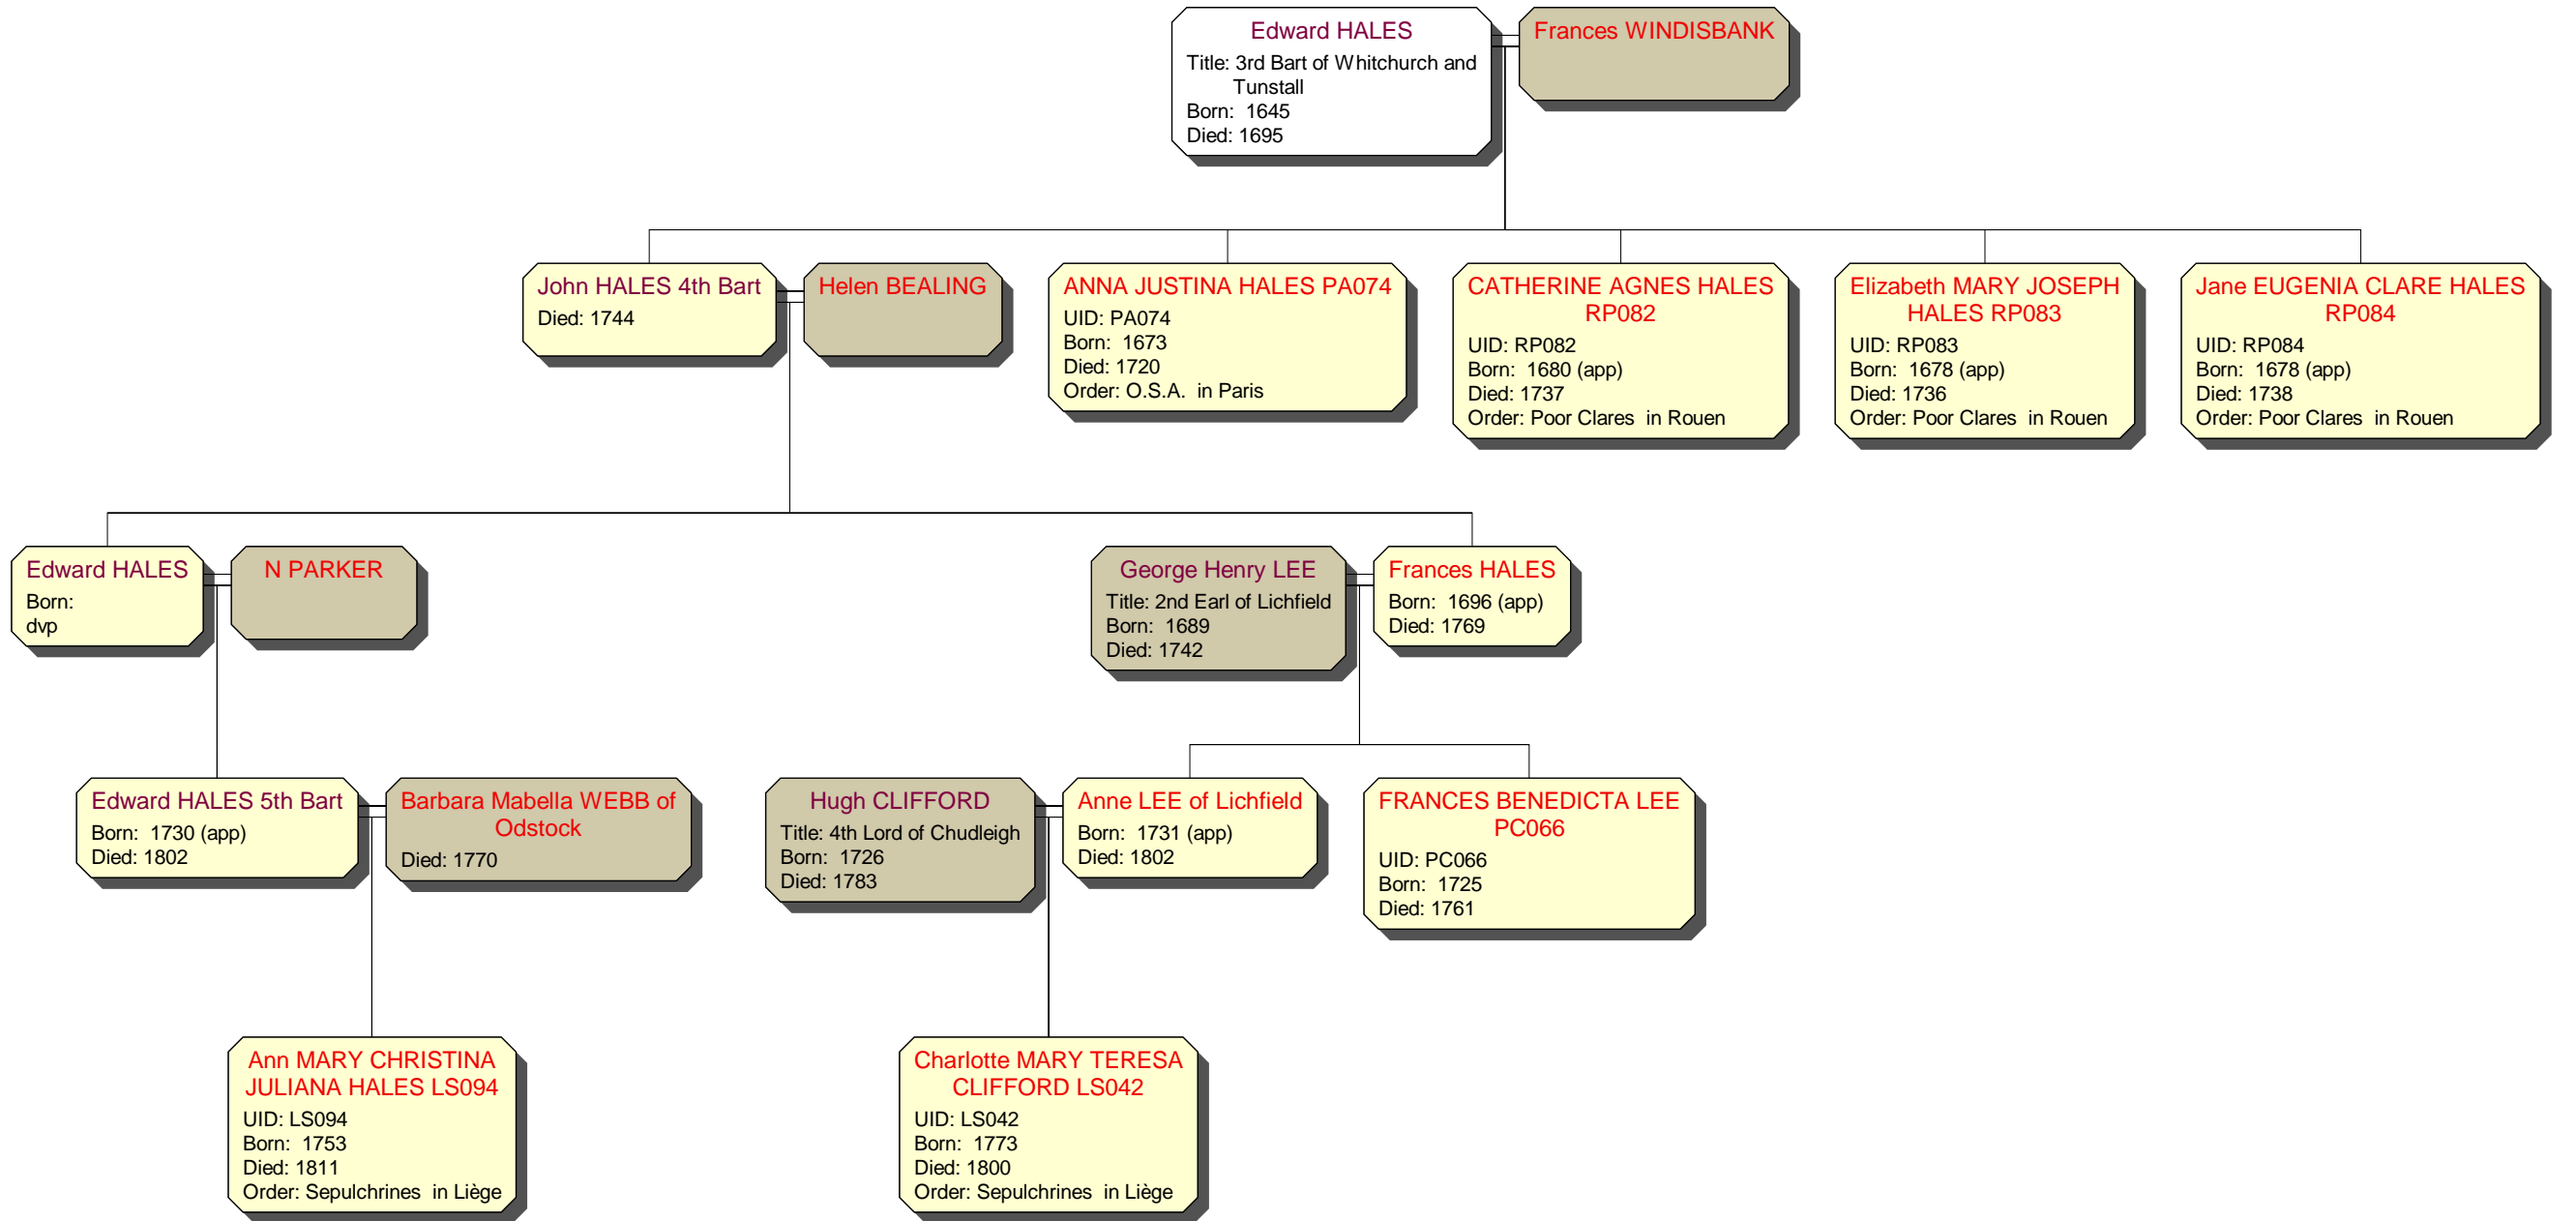 Edward HALES
Title: 3rd Bart of Whitchurch and
Tunstall
Born: 1645
Died: 1695
Frances WINDISBANK
John HALES 4th Bart
Died: 1744
Helen BEALING
ANNA JUSTINA HALES PA074
UID: PA074
Born: 1673
Died: 1720
Order: O.S.A. in Paris
CATHERINE AGNES HALES
RP082
UID: RP082
Born: 1680 (app)
Died: 1737
Order: Poor Clares in Rouen
Elizabeth MARY JOSEPH
HALES RP083
UID: RP083
Born: 1678 (app)
Died: 1736
Order: Poor Clares in Rouen
Jane EUGENIA CLARE HALES
RP084
UID: RP084
Born: 1678 (app)
Died: 1738
Order: Poor Clares in Rouen
Edward HALES
Born:
dvp
N PARKER
George Henry LEE
Title: 2nd Earl of Lichfield
Born: 1689
Died: 1742
Frances HALES
Born: 1696 (app)
Died: 1769
Edward HALES 5th Bart
Born: 1730 (app)
Died: 1802
Barbara Mabella WEBB of
Odstock
Died: 1770
Hugh CLIFFORD
Title: 4th Lord of Chudleigh
Born: 1726
Died: 1783
Anne LEE of Lichfield
Born: 1731 (app)
Died: 1802
FRANCES BENEDICTA LEE
PC066
UID: PC066
Born: 1725
Died: 1761
Ann MARY CHRISTINA
JULIANA HALES LS094
UID: LS094
Born: 1753
Died: 1811
Order: Sepulchrines in Liège
Charlotte MARY TERESA
CLIFFORD LS042
UID: LS042
Born: 1773
Died: 1800
Order: Sepulchrines in Liège